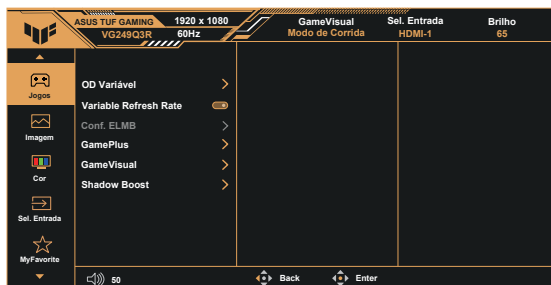 ASUS TUF GAMING 1920 x 1080 GameVisual Sel. Entrada Brilho
VG249Q3R 60Hz Modo de Corrida HDMI-1 65
Jogos
Imagem
Cor
Sel. Entrada
MyFavorite
OD Variável
Variable Refresh Rate
Conf. ELMB
GamePlus
GameVisual
Shadow Boost
50 Back Enter